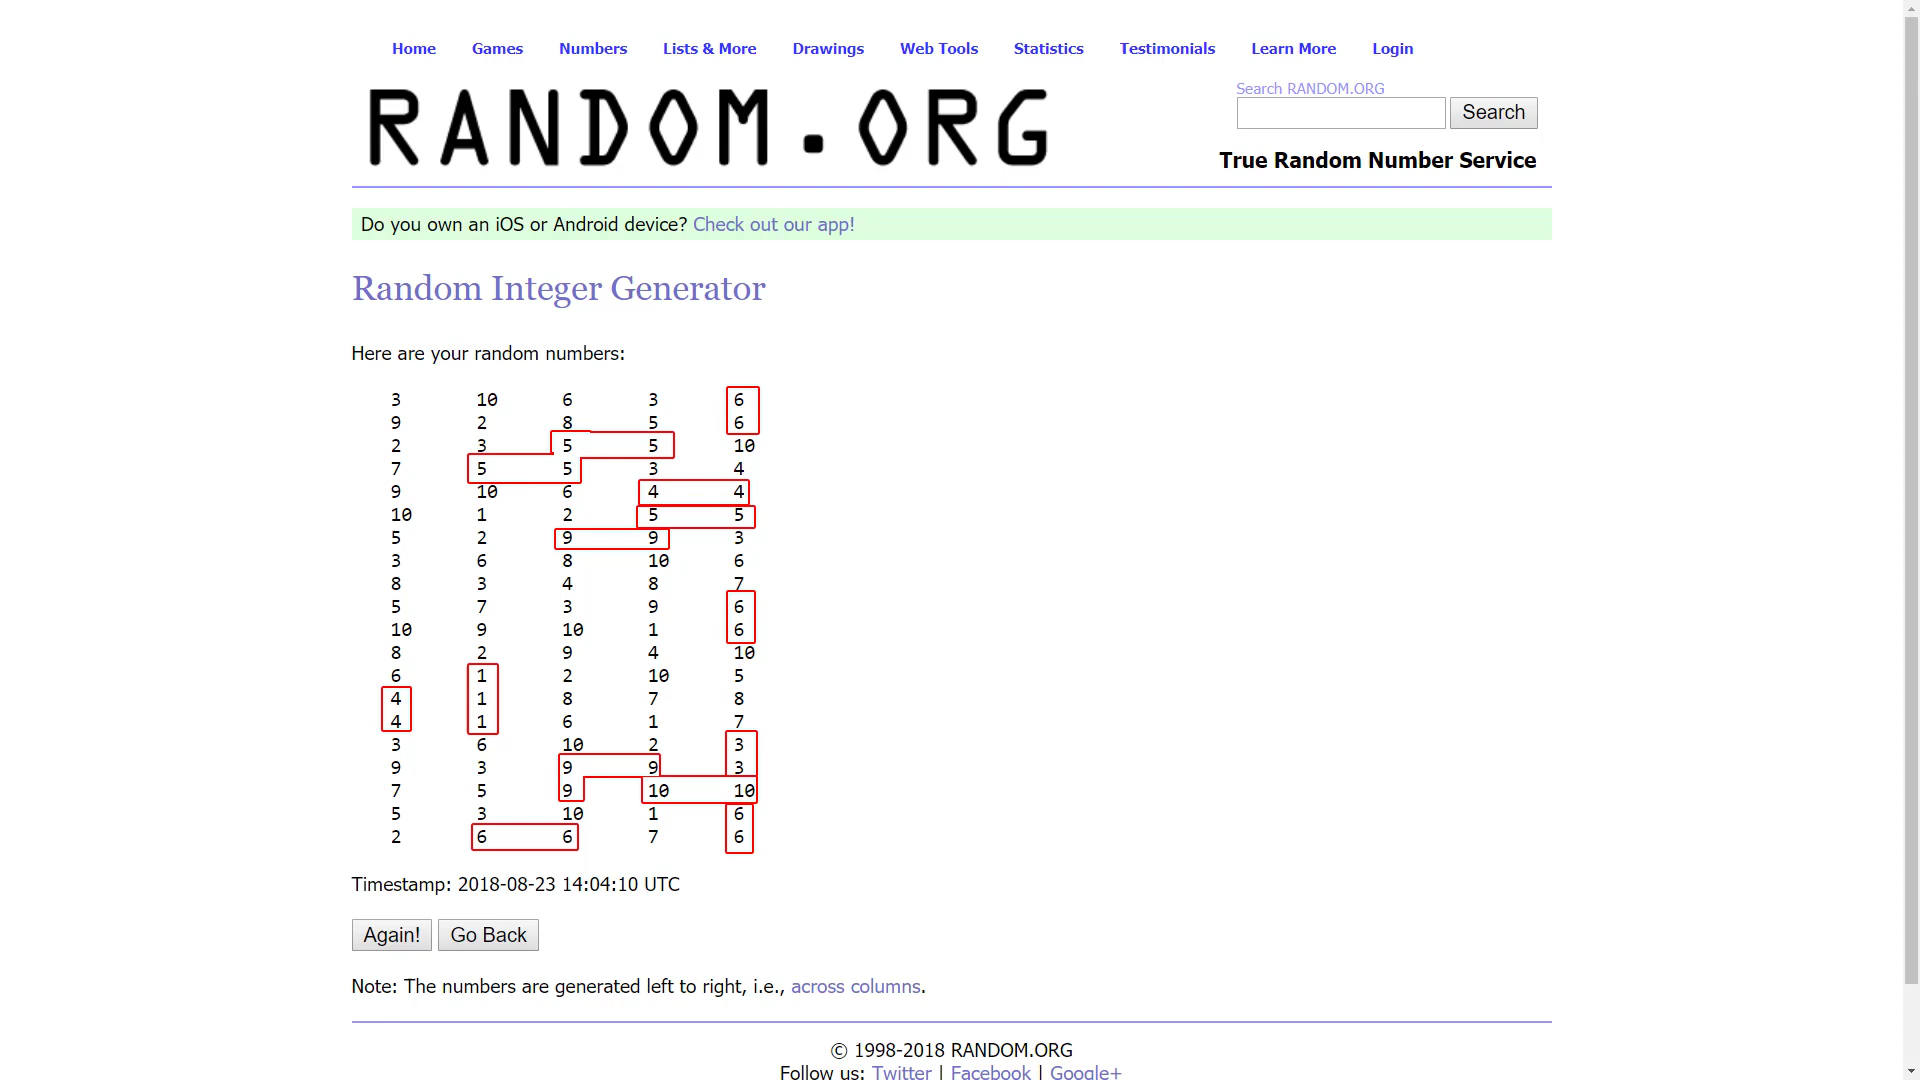 Home Games Numbers Lists & More Drawings Web Tools Statistics Testimonials Learn More Login
RANDOM.ORG
Search RANDOM.ORG
Search
True Random Number Service
Do you own an iOS or Android device? Check out our app!
Random Integer Generator
Here are your random numbers:
3 10 6 3 6
9 2 8 5 6
2 3 5 5 10
7 5 5 3 4
9 10 6 4 4
10 1 2 5 5
5 2 9 9 3
3 6 8 10 6
8 3 4 8 7
5 7 3 9 6
10 9 10 1 6
8 2 9 4 10
6 1 2 10 5
4 1 8 7 8
4 1 6 1 7
3 6 10 2 3
9 3 9 9 3
7 5 9 10 10
5 3 10 1 6
2 6 6 7 6
Timestamp: 2018-08-23 14:04:10 UTC
Again! Go Back
Note: The numbers are generated left to right, i.e., across columns.
© 1998-2018 RANDOM.ORG
Follow us: Twitter | Facebook | Google+